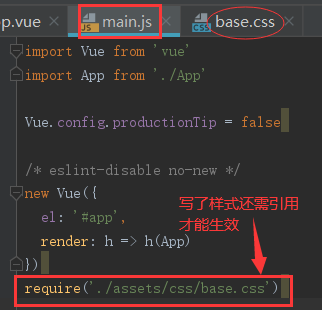 p.vue × main.js × base.css ×
import Vue from 'vue'
import App from './App'
Vue.config.productionTip = false
/* eslint-disable no-new */
new Vue({
el: '#app',
render: h => h(App)
})
写了样式还需引用
才能生效
require('./assets/css/base.css')